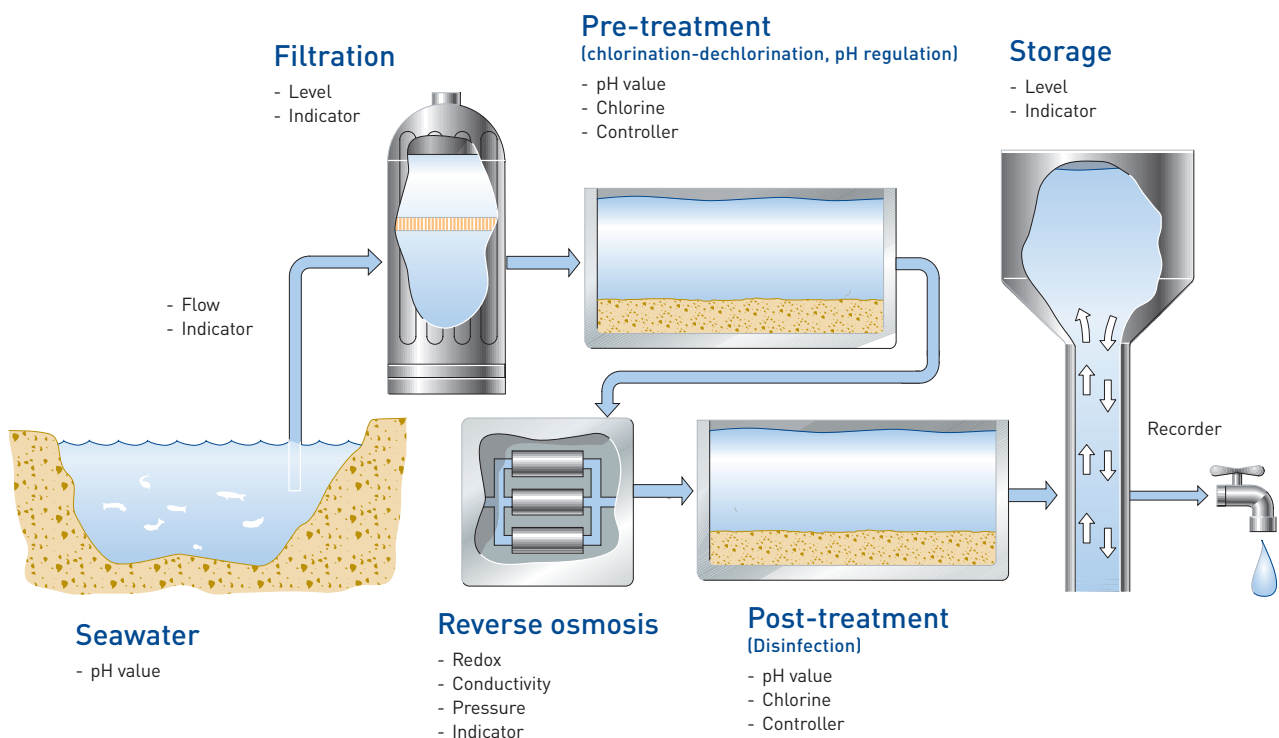 Filtration
- Level
- Indicator
Pre-treatment
(chlorination-dechlorination, pH regulation)
- pH value
- Chlorine
- Controller
Storage
- Level
- Indicator
- Flow
- Indicator
Recorder
Seawater
- pH value
Reverse osmosis
- Redox
- Conductivity
- Pressure
- Indicator
Post-treatment
(Disinfection)
- pH value
- Chlorine
- Controller